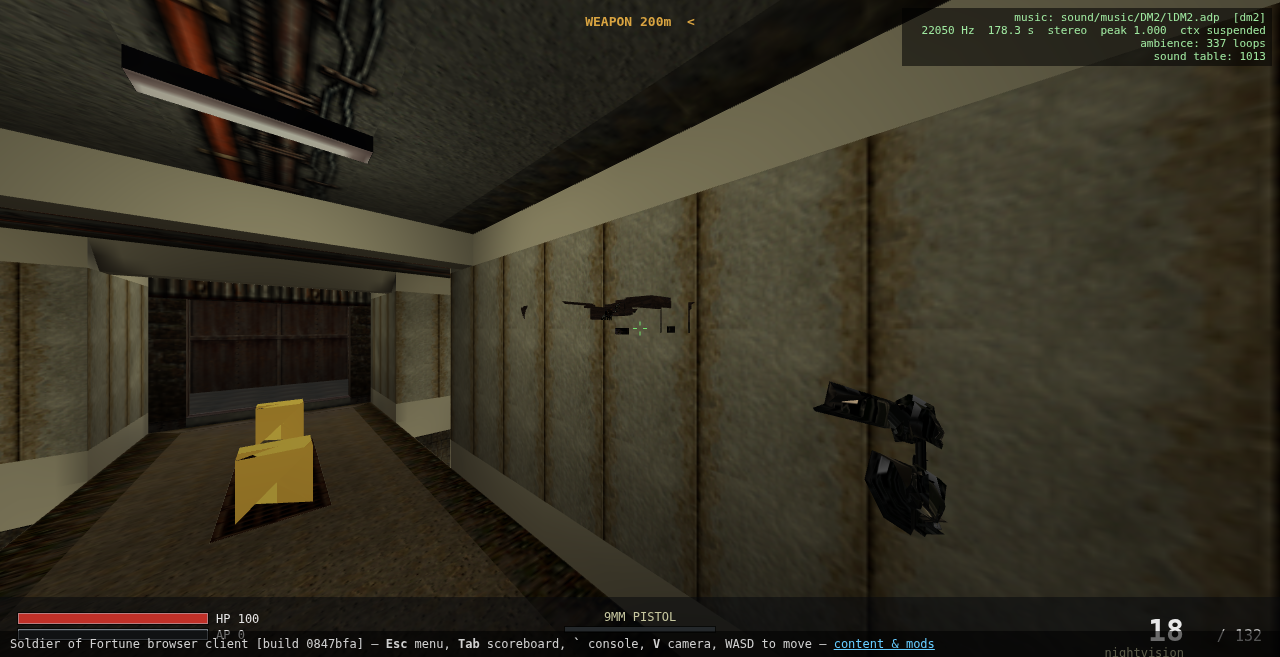 WEAPON 200m <
music: sound/music/DM2/lDM2.adp [dm2]
22050 Hz 178.3 s stereo peak 1.000 ctx suspended
ambience: 337 loops
sound table: 1013
HP 100
AP 0
9MM PISTOL
18 / 132
nightvision
Soldier of Fortune browser client [build 0847bfa] — Esc menu, Tab scoreboard, ` console, V camera, WASD to move — content & mods